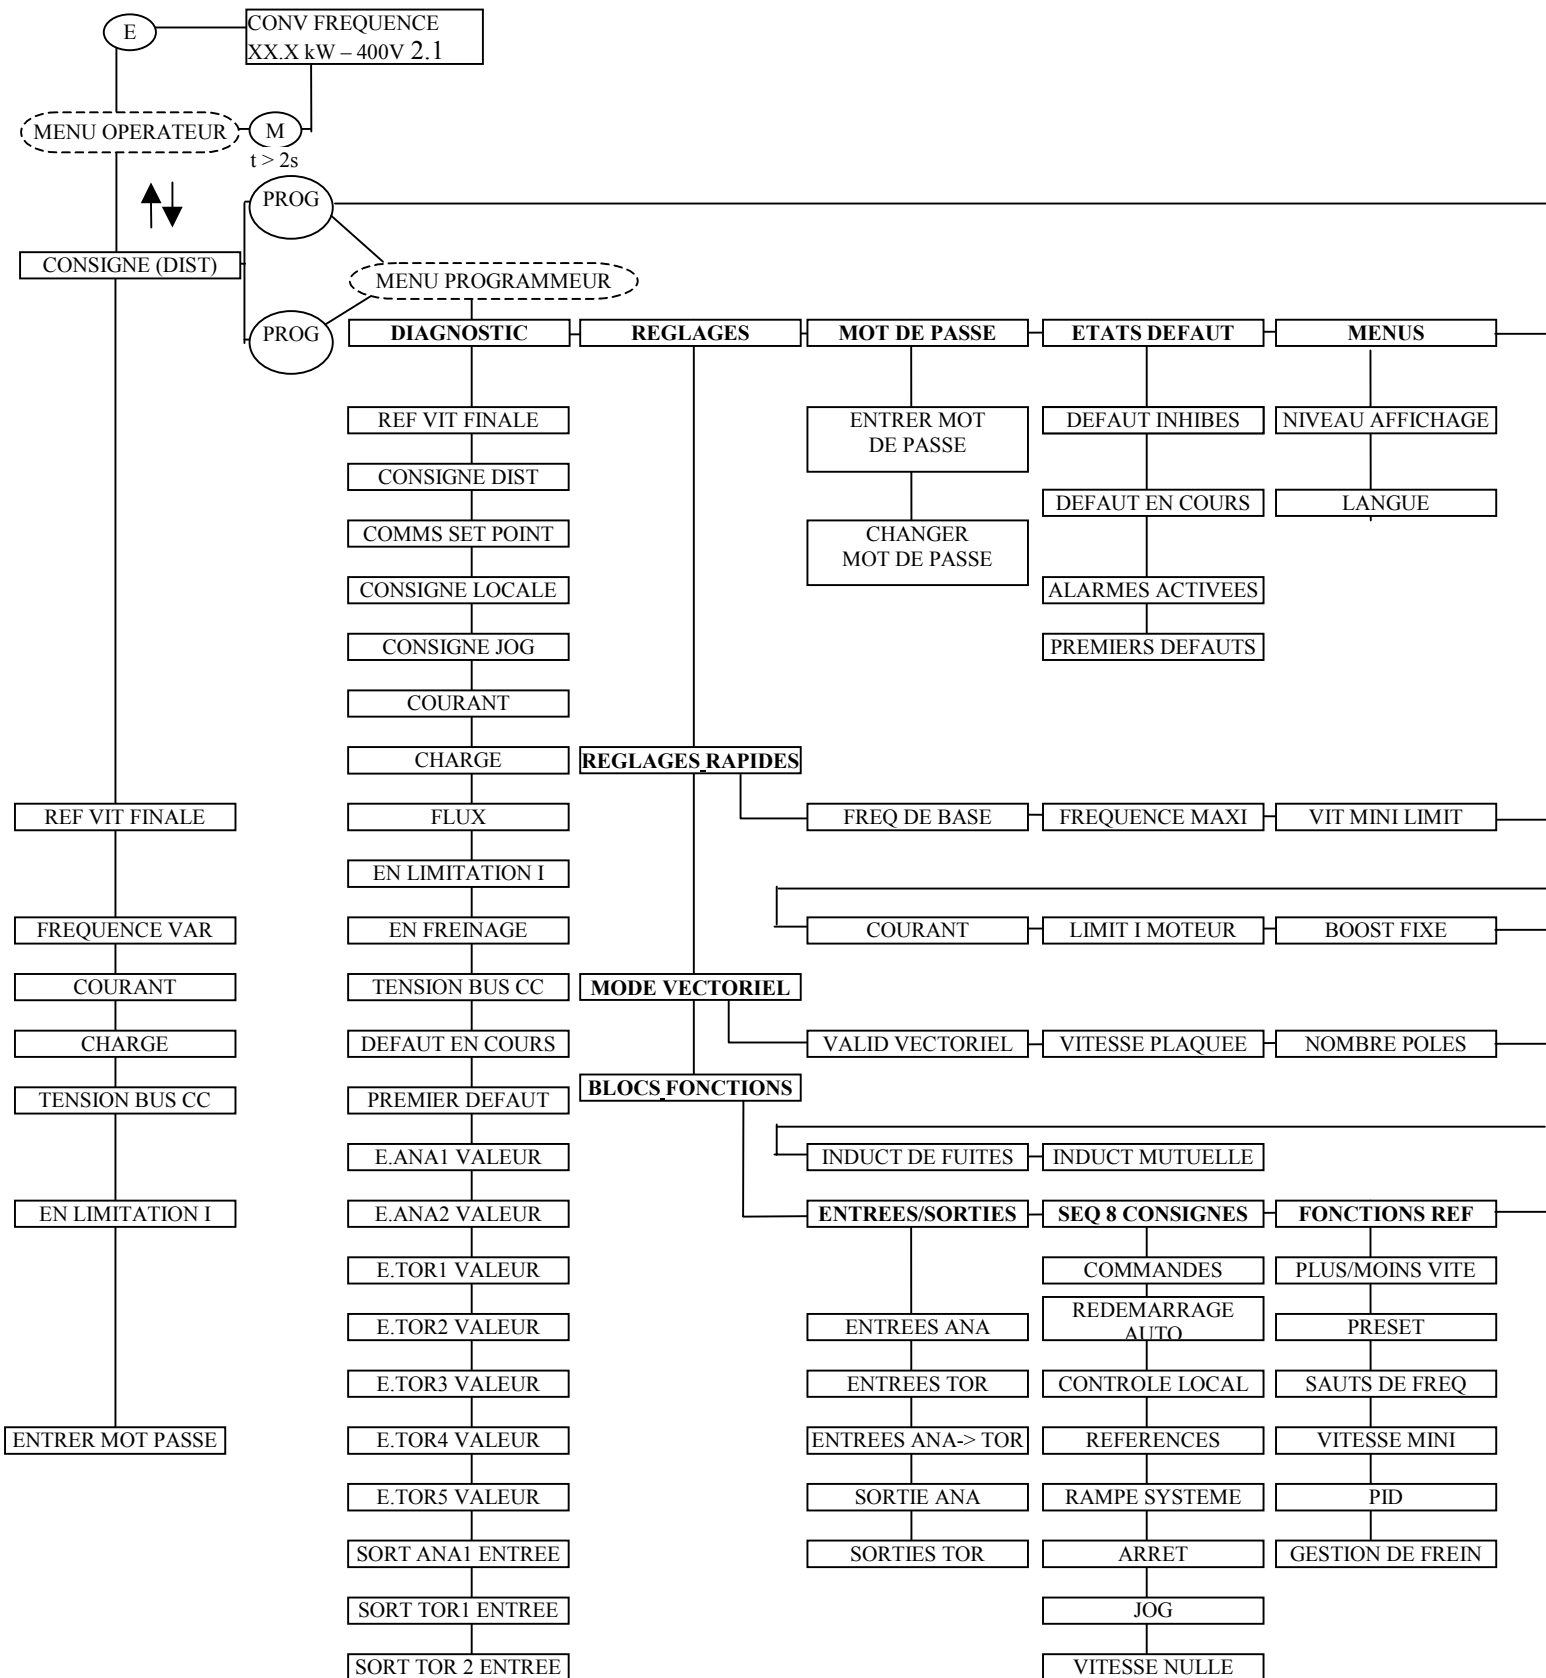 E
CONV FREQUENCE
XX.X kW – 400V 2.1
MENU OPERATEUR
M
t > 2s
PROG
CONSIGNE (DIST)
MENU PROGRAMMEUR
PROG
DIAGNOSTIC
REGLAGES
MOT DE PASSE
ETATS DEFAUT
MENUS
REF VIT FINALE
ENTRER MOT
DE PASSE
DEFAUT INHIBES
NIVEAU AFFICHAGE
CONSIGNE DIST
DEFAUT EN COURS
LANGUE
COMMS SET POINT
CHANGER
MOT DE PASSE
CONSIGNE LOCALE
ALARMES ACTIVEES
CONSIGNE JOG
PREMIERS DEFAUTS
COURANT
CHARGE
REGLAGES RAPIDES
REF VIT FINALE
FLUX
FREQ DE BASE
FREQUENCE MAXI
VIT MINI LIMIT
EN LIMITATION I
FREQUENCE VAR
EN FREINAGE
COURANT
LIMIT I MOTEUR
BOOST FIXE
COURANT
TENSION BUS CC
MODE VECTORIEL
CHARGE
DEFAUT EN COURS
VALID VECTORIEL
VITESSE PLAQUEE
NOMBRE POLES
BLOCS FONCTIONS
TENSION BUS CC
PREMIER DEFAUT
E.ANA1 VALEUR
INDUCT DE FUITES
INDUCT MUTUELLE
EN LIMITATION I
E.ANA2 VALEUR
ENTREES/SORTIES
SEQ 8 CONSIGNES
FONCTIONS REF
E.TOR1 VALEUR
COMMANDES
PLUS/MOINS VITE
E.TOR2 VALEUR
ENTREES ANA
REDEMARRAGE
AUTO
PRESET
E.TOR3 VALEUR
ENTREES TOR
CONTROLE LOCAL
SAUTS DE FREQ
ENTRER MOT PASSE
E.TOR4 VALEUR
ENTREES ANA-> TOR
REFERENCES
VITESSE MINI
E.TOR5 VALEUR
SORTIE ANA
RAMPE SYSTEME
PID
SORT ANA1 ENTREE
SORTIES TOR
ARRET
GESTION DE FREIN
SORT TOR1 ENTREE
JOG
SORT TOR 2 ENTREE
VITESSE NULLE